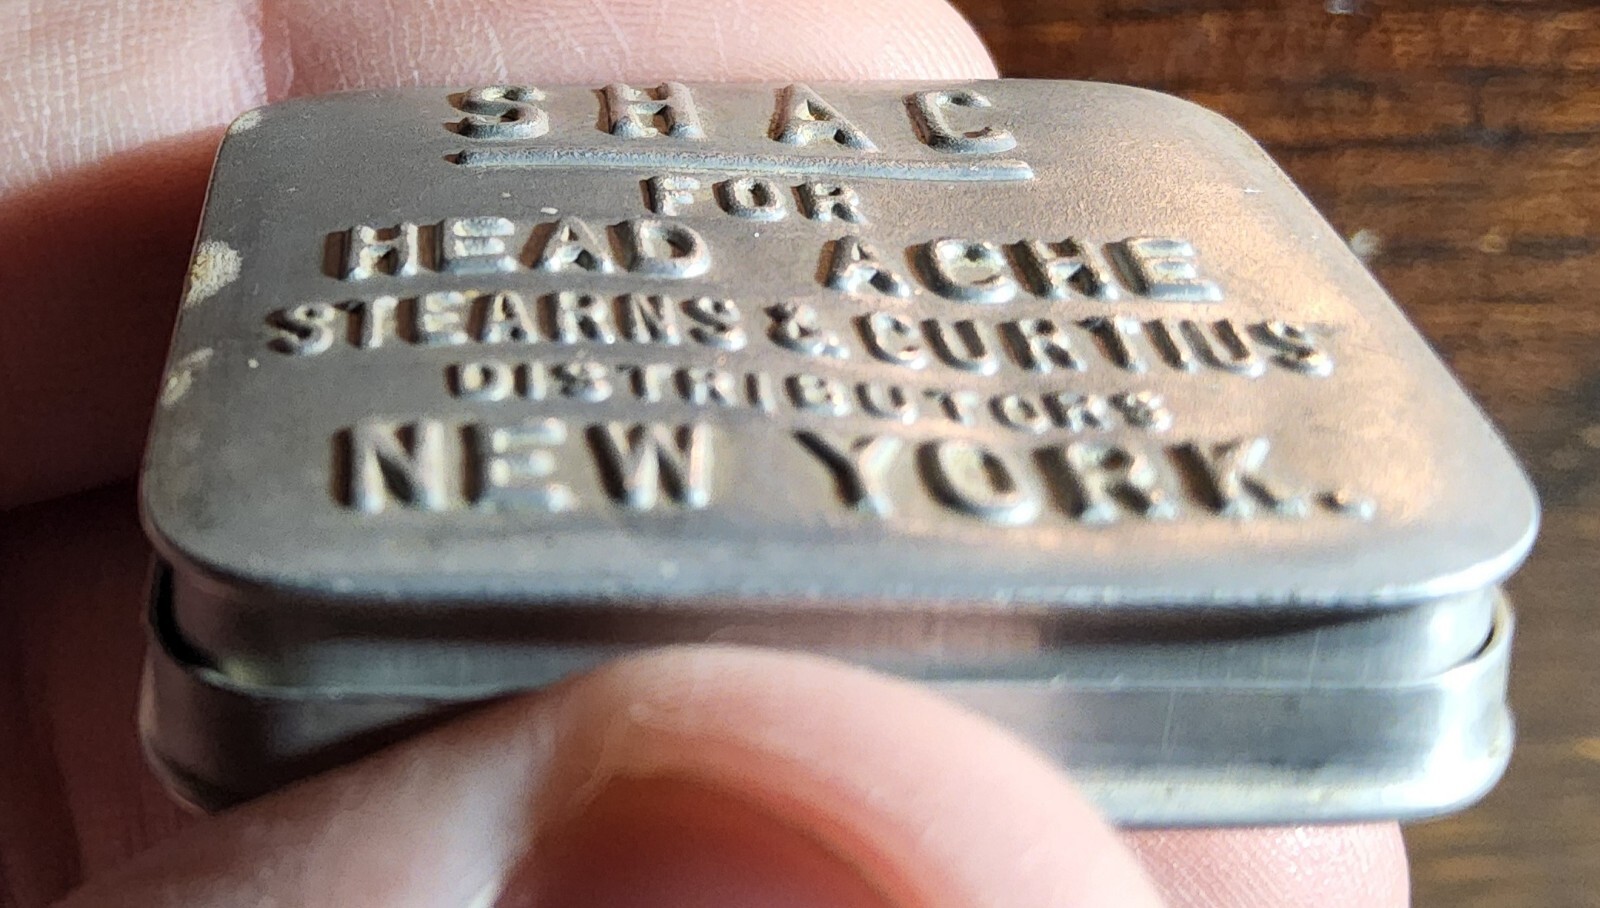 SHAC
FOR
HEAD ACHE
STEARNS & CURTIUS
DISTRIBUTORS
NEW YORK.